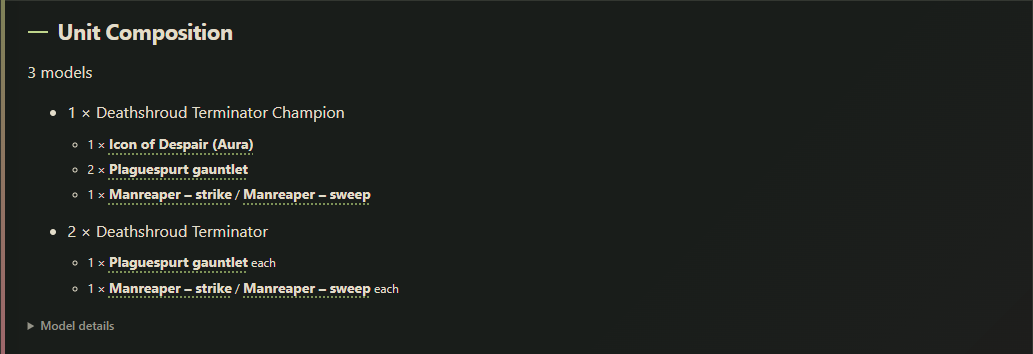 — Unit Composition
3 models
• 1 × Deathshroud Terminator Champion
◦ 1 × Icon of Despair (Aura)
◦ 2 × Plaguespurt gauntlet
◦ 1 × Manreaper – strike / Manreaper – sweep
• 2 × Deathshroud Terminator
◦ 1 × Plaguespurt gauntlet each
◦ 1 × Manreaper – strike / Manreaper – sweep each
▶ Model details